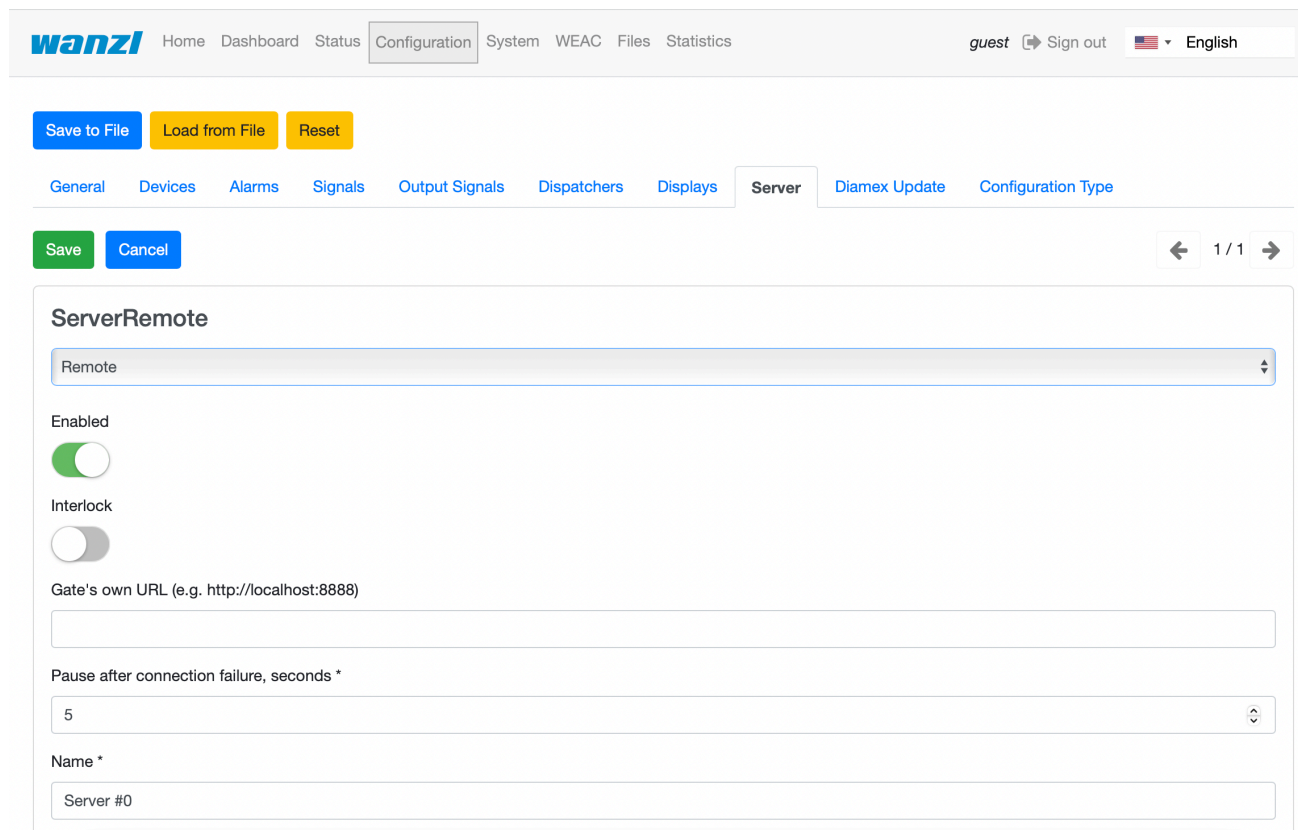 wanzl Home Dashboard Status Configuration System WEAC Files Statistics guest Sign out English
Save to File Load from File Reset
General Devices Alarms Signals Output Signals Dispatchers Displays Server Diamex Update Configuration Type
Save Cancel 1 / 1
ServerRemote
Remote
Enabled
Interlock
Gate's own URL (e.g. http://localhost:8888)
Pause after connection failure, seconds *
5
Name *
Server #0